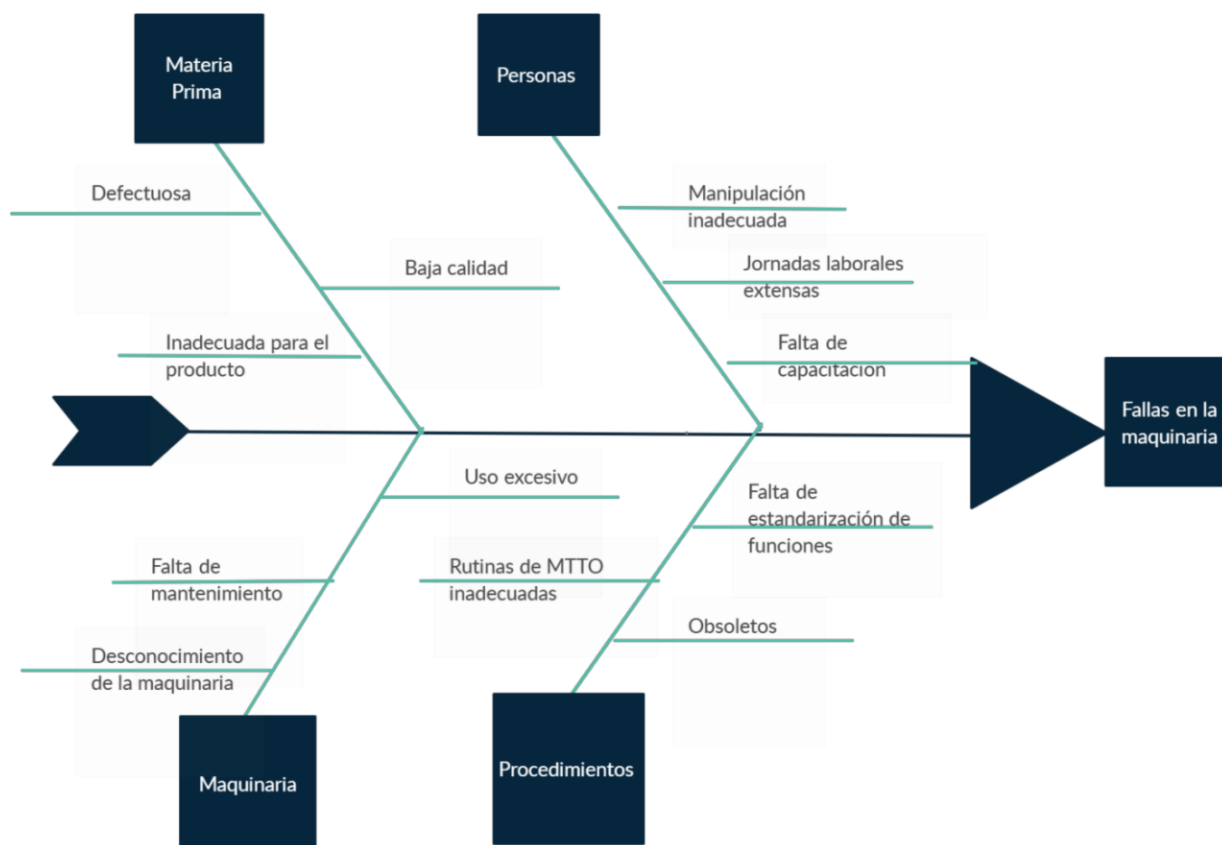 Materia
Prima
Personas
Defectuosa
Manipulación
inadecuada
Baja calidad
Jornadas laborales
extensas
Inadecuada para el
producto
Falta de
capacitación
Fallas en la
maquinaria
Uso excesivo
Falta de
estandarización de
funciones
Falta de
mantenimiento
Rutinas de MTTO
inadecuadas
Obsoletos
Desconocimiento
de la maquinaria
Maquinaria
Procedimientos